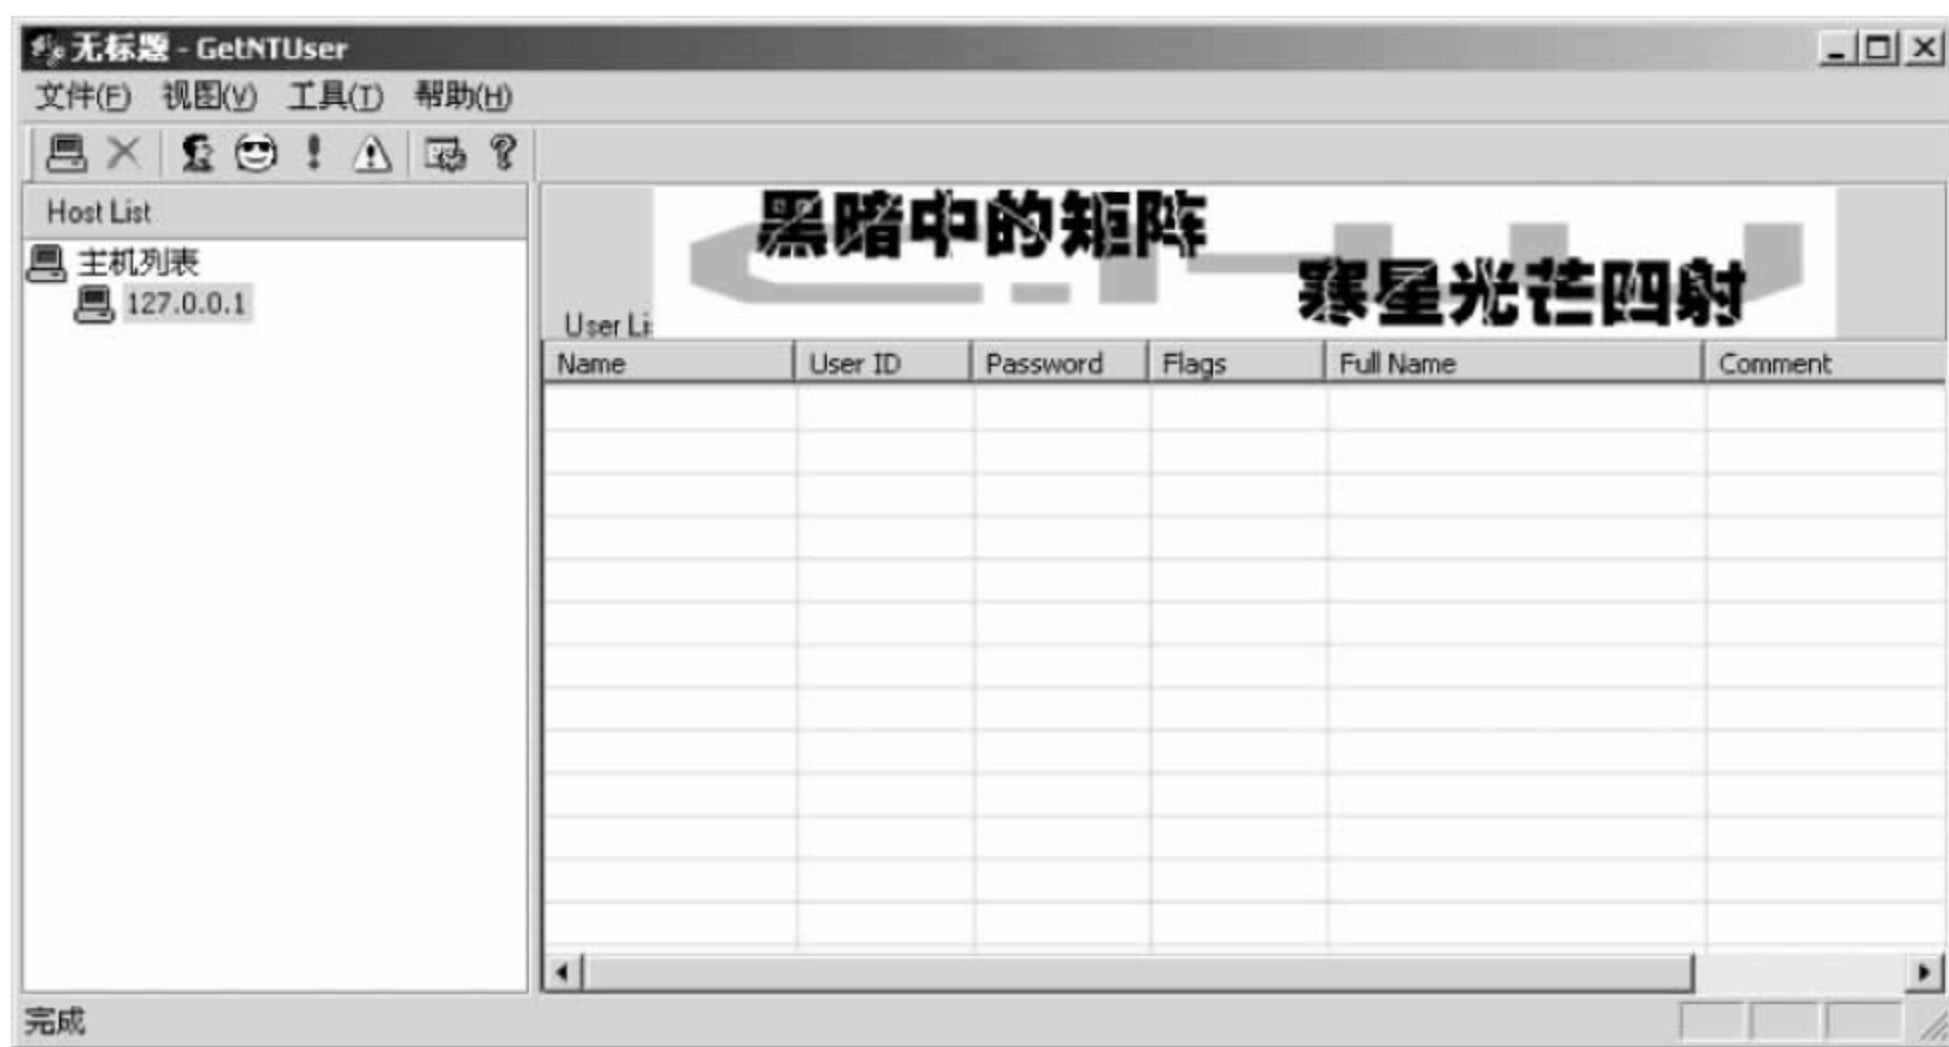 无标题 - GetNTUser
文件(F) 视图(V) 工具(T) 帮助(H)
Host List
主机列表
127.0.0.1
黑暗中的矩阵
寒星光芒四射
User Li
Name User ID Password Flags Full Name Comment
完成